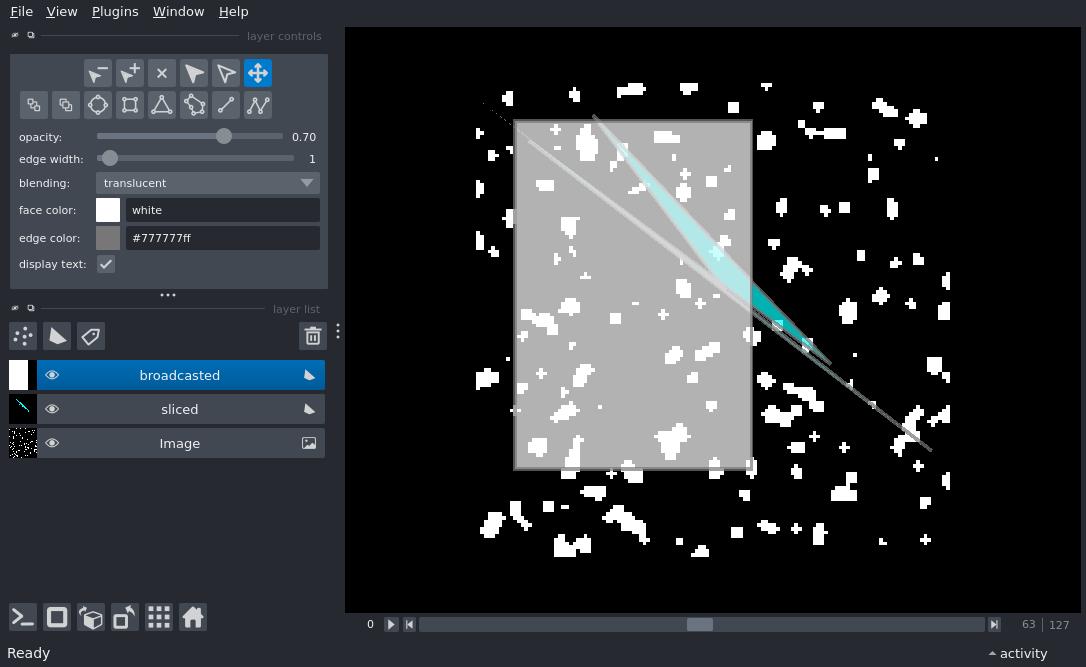 File View Plugins Window Help
layer controls
opacity: 0.70
edge width: 1
blending: translucent
face color: white
edge color: #777777ff
display text:
layer list
broadcasted
sliced
Image
0 63 127
Ready activity